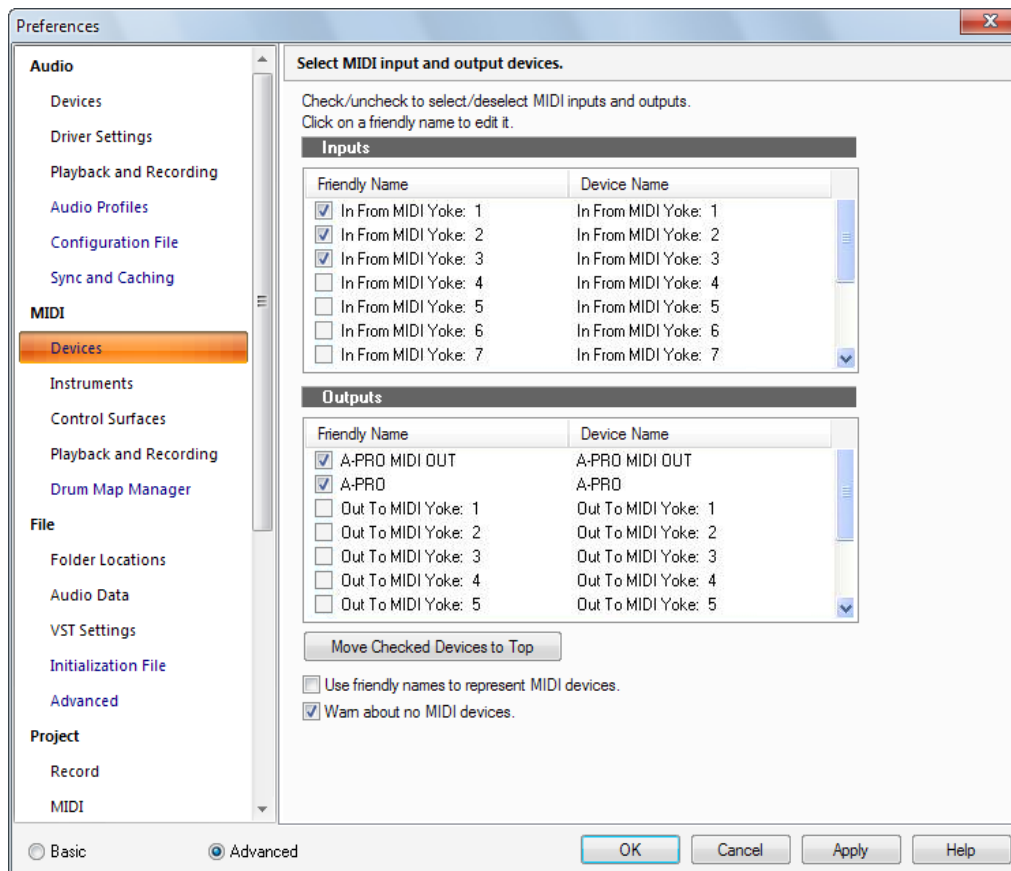 Preferences
Audio
Devices
Driver Settings
Playback and Recording
Audio Profiles
Configuration File
Sync and Caching
MIDI
Devices
Instruments
Control Surfaces
Playback and Recording
Drum Map Manager
File
Folder Locations
Audio Data
VST Settings
Initialization File
Advanced
Project
Record
MIDI
Basic
Advanced
Select MIDI input and output devices.
Check/uncheck to select/deselect MIDI inputs and outputs.
Click on a friendly name to edit it.
Inputs
Friendly Name Device Name
In From MIDI Yoke: 1 In From MIDI Yoke: 1
In From MIDI Yoke: 2 In From MIDI Yoke: 2
In From MIDI Yoke: 3 In From MIDI Yoke: 3
In From MIDI Yoke: 4 In From MIDI Yoke: 4
In From MIDI Yoke: 5 In From MIDI Yoke: 5
In From MIDI Yoke: 6 In From MIDI Yoke: 6
In From MIDI Yoke: 7 In From MIDI Yoke: 7
Outputs
Friendly Name Device Name
A-PRO MIDI OUT A-PRO MIDI OUT
A-PRO A-PRO
Out To MIDI Yoke: 1 Out To MIDI Yoke: 1
Out To MIDI Yoke: 2 Out To MIDI Yoke: 2
Out To MIDI Yoke: 3 Out To MIDI Yoke: 3
Out To MIDI Yoke: 4 Out To MIDI Yoke: 4
Out To MIDI Yoke: 5 Out To MIDI Yoke: 5
Move Checked Devices to Top
Use friendly names to represent MIDI devices.
Warn about no MIDI devices.
OK Cancel Apply Help